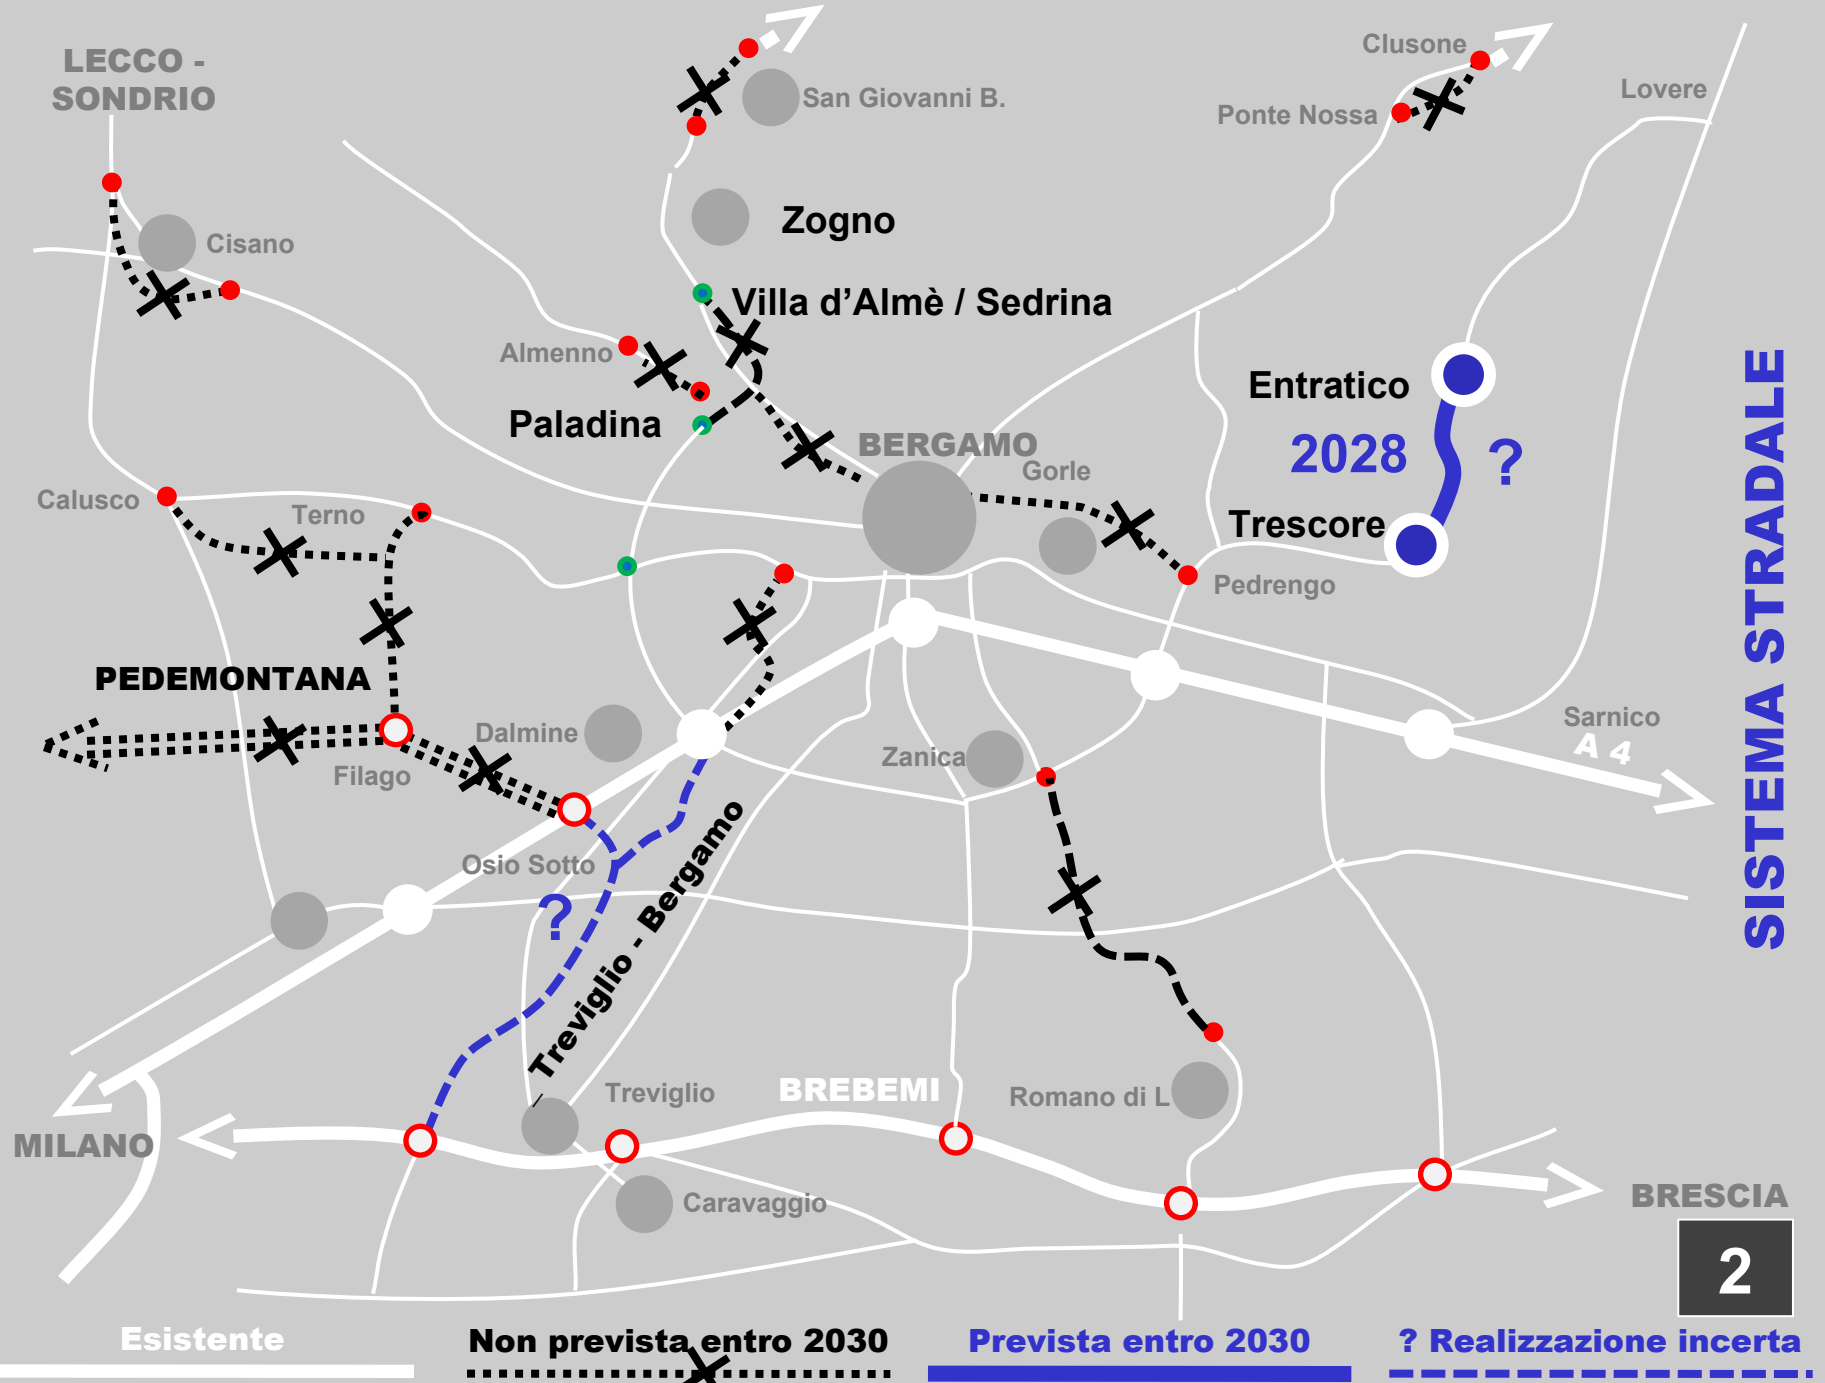 LECCO -
SONDRIO
Clusone
San Giovanni B.
Lovere
Ponte Nossa
Zogno
Cisano
Villa d’Almè / Sedrina
Almenno
Entratico
Paladina
2028
?
BERGAMO
Gorle
Calusco
Terno
Trescore
Pedrengo
SISTEMA STRADALE
PEDEMONTANA
Dalmine
Filago
Zanica
Sarnico
A 4
Osio Sotto
?
Treviglio - Bergamo
Treviglio
BREBEMI
Romano di L
MILANO
Caravaggio
BRESCIA
2
Esistente
Non prevista entro 2030
Prevista entro 2030
? Realizzazione incerta